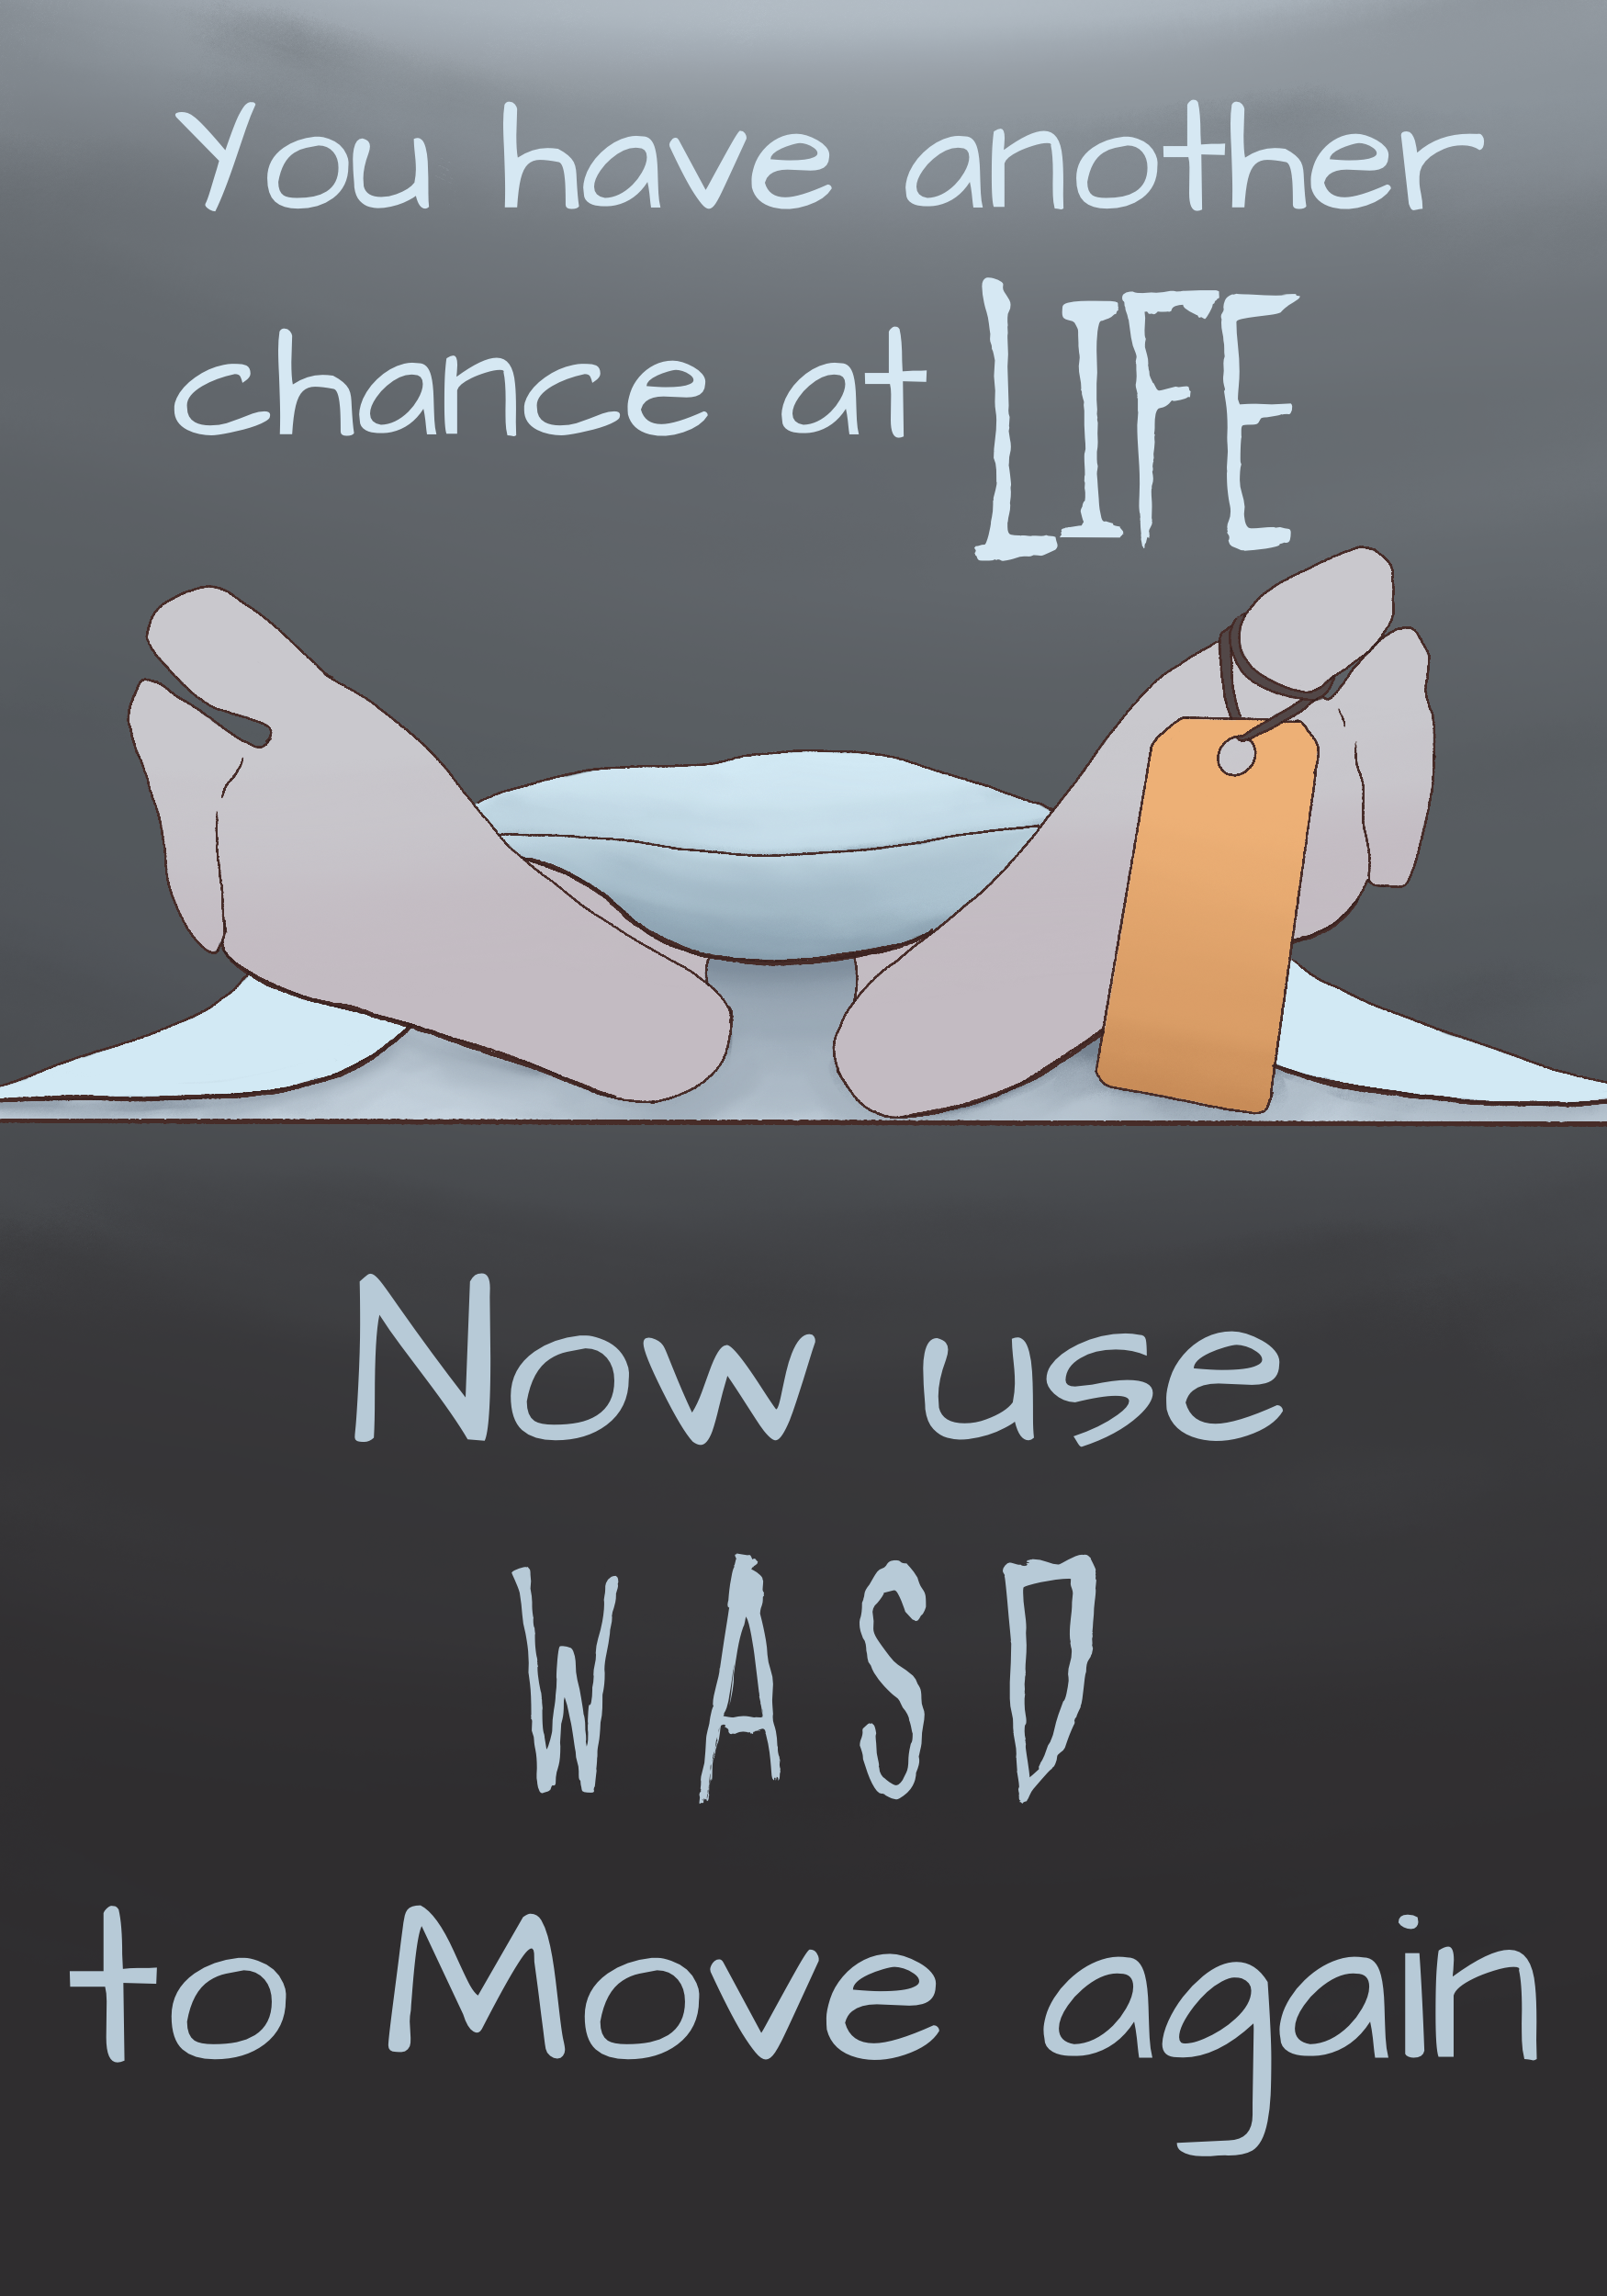 You have another
chance at LIFE
Now use
W A S D
to Move again